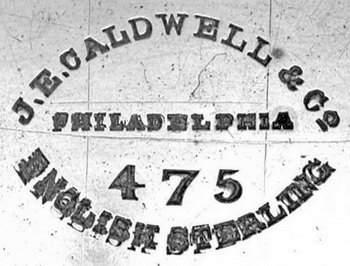 J.E. CALDWELL & Co.
PHILADELPHIA
475
ENGLISH STERLING